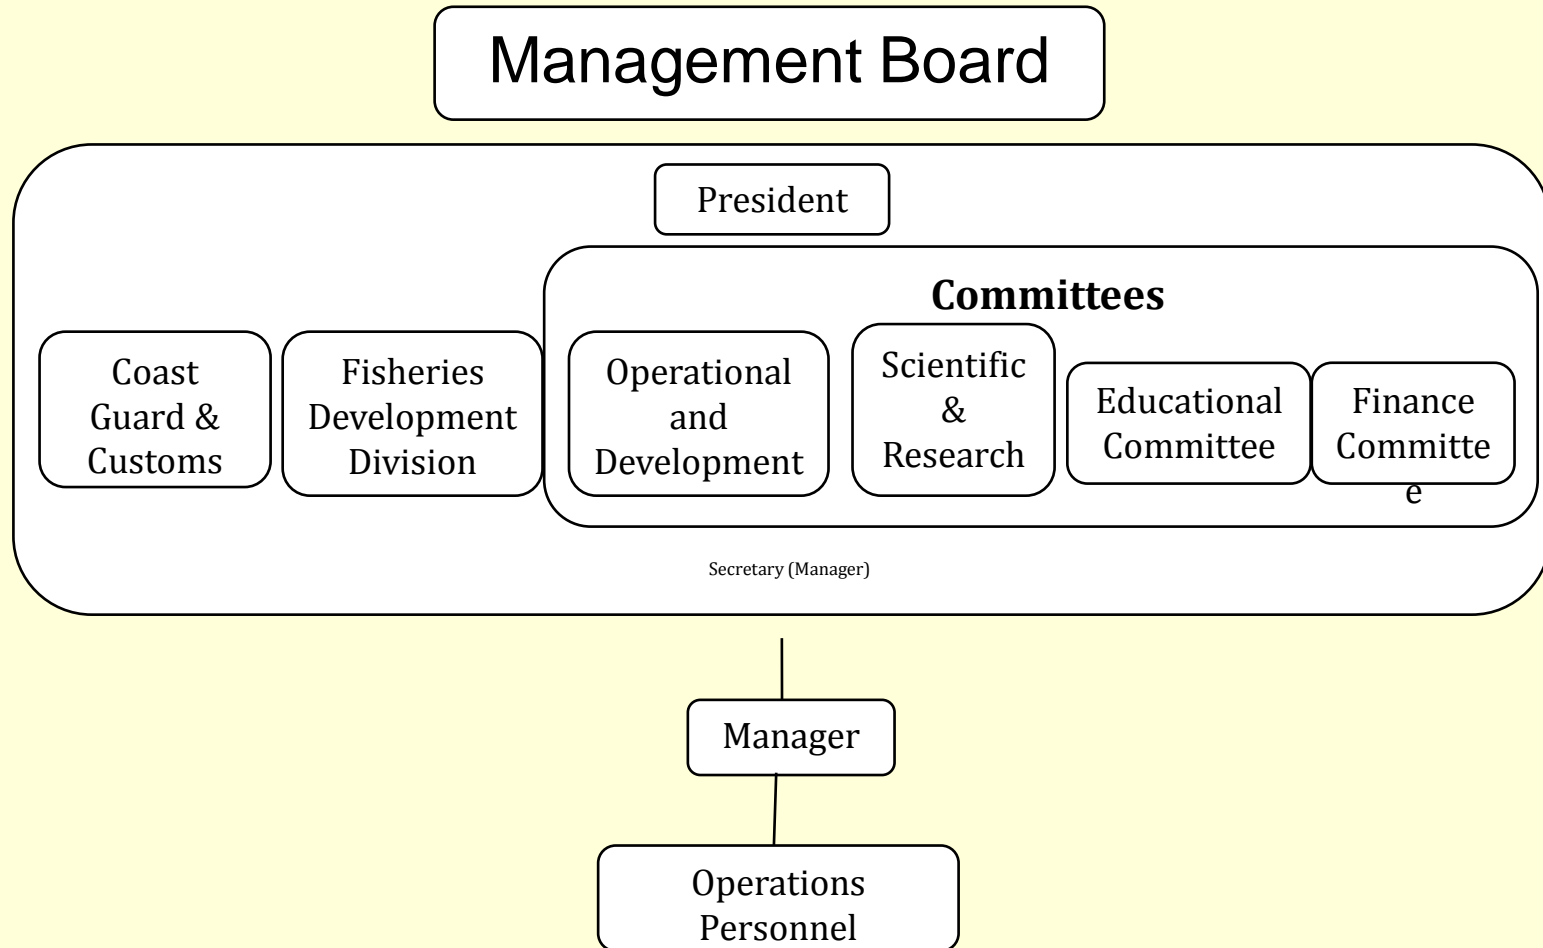 Management Board
President
Committees
Coast
Guard &
Customs
Fisheries
Development
Division
Operational
and
Development
Scientific
&
Research
Educational
Committee
Finance
Committe
e
Secretary (Manager)
Manager
Operations
Personnel